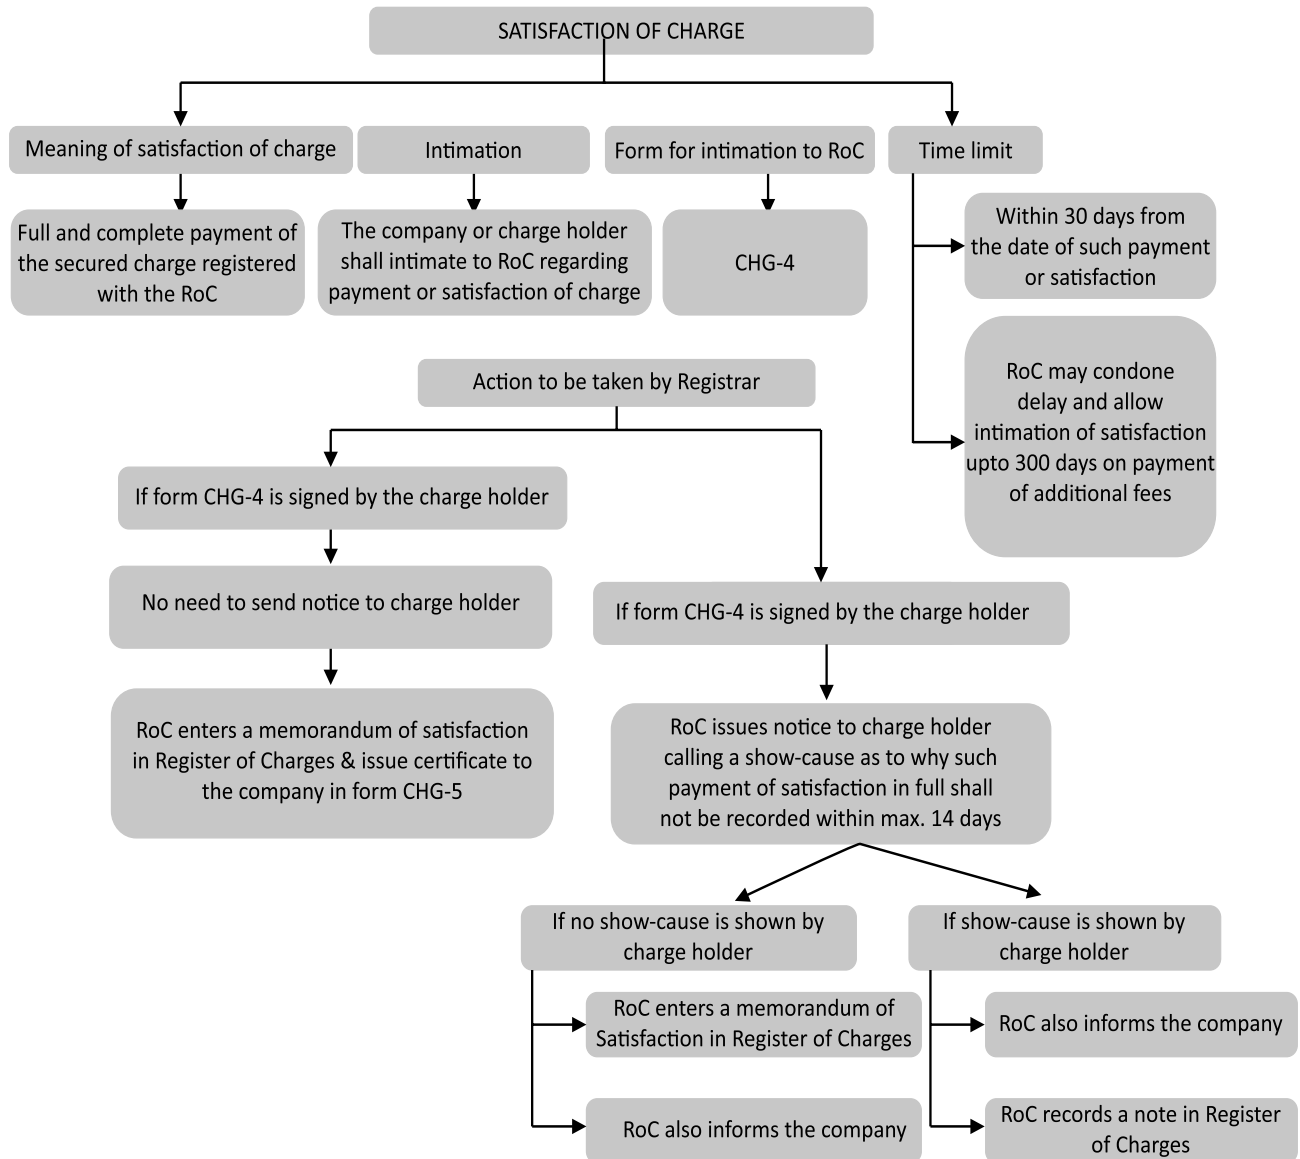 SATISFACTION OF CHARGE
Meaning of satisfaction of charge
Full and complete payment of
the secured charge registered
with the RoC
Intimation
The company or charge holder
shall intimate to RoC regarding
payment or satisfaction of charge
Form for intimation to RoC
CHG-4
Time limit
Within 30 days from
the date of such payment
or satisfaction
RoC may condone
delay and allow
intimation of satisfaction
upto 300 days on payment
of additional fees
Action to be taken by Registrar
If form CHG-4 is signed by the charge holder
No need to send notice to charge holder
RoC enters a memorandum of satisfaction
in Register of Charges & issue certificate to
the company in form CHG-5
If form CHG-4 is signed by the charge holder
RoC issues notice to charge holder
calling a show-cause as to why such
payment of satisfaction in full shall
not be recorded within max. 14 days
If no show-cause is shown by
charge holder
RoC enters a memorandum of
Satisfaction in Register of Charges
RoC also informs the company
If show-cause is shown by
charge holder
RoC also informs the company
RoC records a note in Register
of Charges